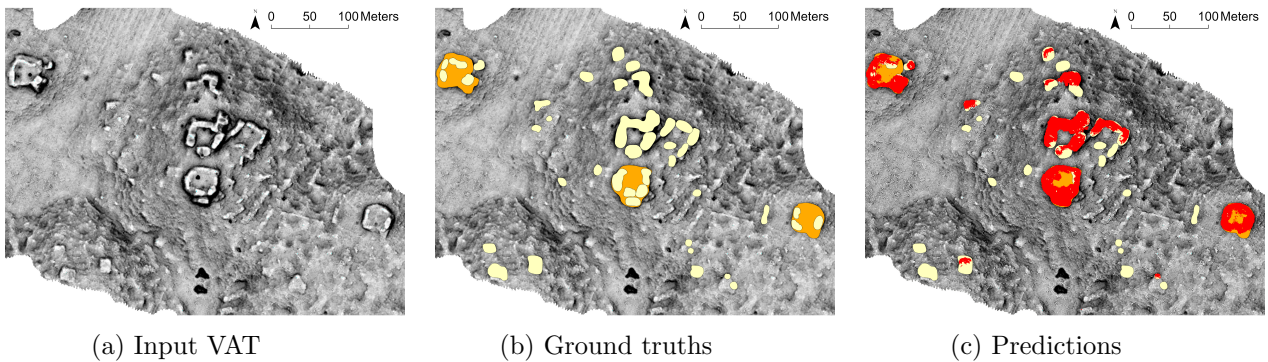 N 0 50 100 Meters
N 0 50 100 Meters
N 0 50 100 Meters
(a) Input VAT
(b) Ground truths
(c) Predictions